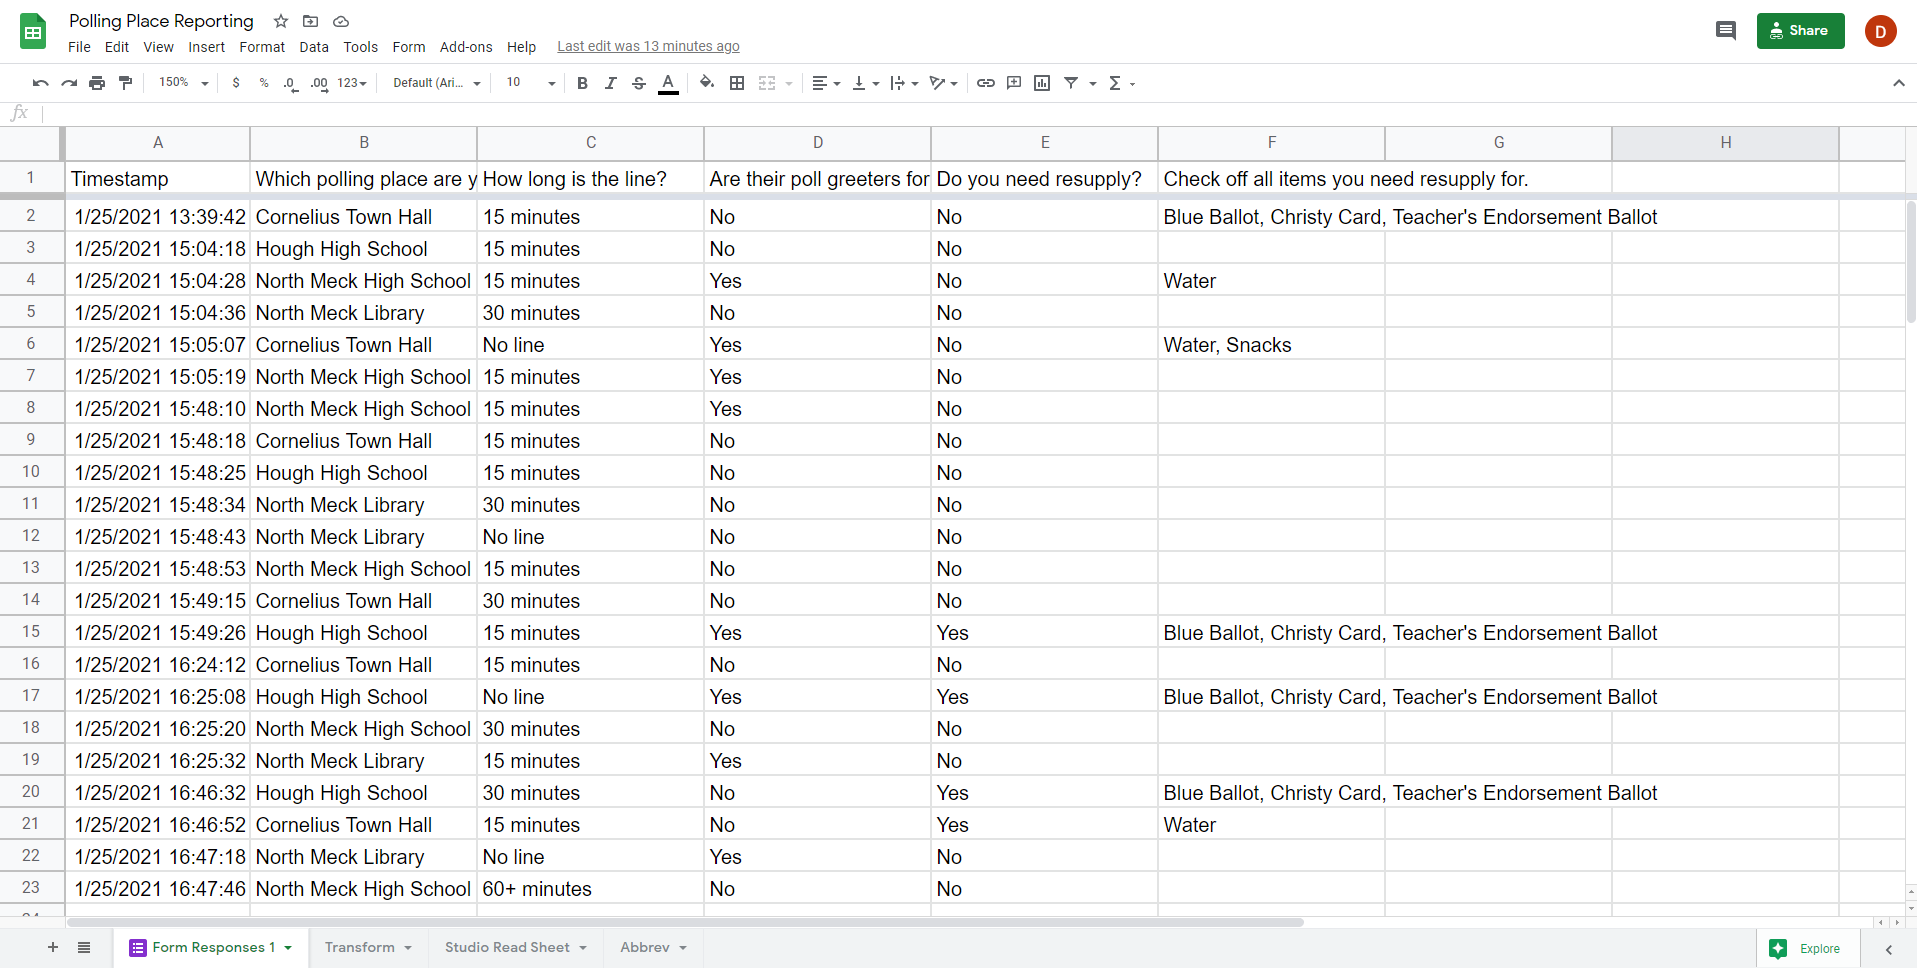 Polling Place Reporting
File Edit View Insert Format Data Tools Form Add-ons Help Last edit was 13 minutes ago
Share
D
150% $ % .0 .00 123 Default (Ari... 10 B I S A Σ
fx
A B C D E F G H
1 Timestamp Which polling place are y How long is the line? Are their poll greeters for Do you need resupply? Check off all items you need resupply for.
2 1/25/2021 13:39:42 Cornelius Town Hall 15 minutes No No Blue Ballot, Christy Card, Teacher's Endorsement Ballot
3 1/25/2021 15:04:18 Hough High School 15 minutes No No
4 1/25/2021 15:04:28 North Meck High School 15 minutes Yes No Water
5 1/25/2021 15:04:36 North Meck Library 30 minutes No No
6 1/25/2021 15:05:07 Cornelius Town Hall No line Yes No Water, Snacks
7 1/25/2021 15:05:19 North Meck High School 15 minutes Yes No
8 1/25/2021 15:48:10 North Meck High School 15 minutes Yes No
9 1/25/2021 15:48:18 Cornelius Town Hall 15 minutes No No
10 1/25/2021 15:48:25 Hough High School 15 minutes No No
11 1/25/2021 15:48:34 North Meck Library 30 minutes No No
12 1/25/2021 15:48:43 North Meck Library No line No No
13 1/25/2021 15:48:53 North Meck High School 15 minutes No No
14 1/25/2021 15:49:15 Cornelius Town Hall 30 minutes No No
15 1/25/2021 15:49:26 Hough High School 15 minutes Yes Yes Blue Ballot, Christy Card, Teacher's Endorsement Ballot
16 1/25/2021 16:24:12 Cornelius Town Hall 15 minutes No No
17 1/25/2021 16:25:08 Hough High School No line Yes Yes Blue Ballot, Christy Card, Teacher's Endorsement Ballot
18 1/25/2021 16:25:20 North Meck High School 30 minutes No No
19 1/25/2021 16:25:32 North Meck Library 15 minutes Yes No
20 1/25/2021 16:46:32 Hough High School 30 minutes No Yes Blue Ballot, Christy Card, Teacher's Endorsement Ballot
21 1/25/2021 16:46:52 Cornelius Town Hall 15 minutes No Yes Water
22 1/25/2021 16:47:18 North Meck Library No line Yes No
23 1/25/2021 16:47:46 North Meck High School 60+ minutes No No
Form Responses 1 Transform Studio Read Sheet Abbrev Explore